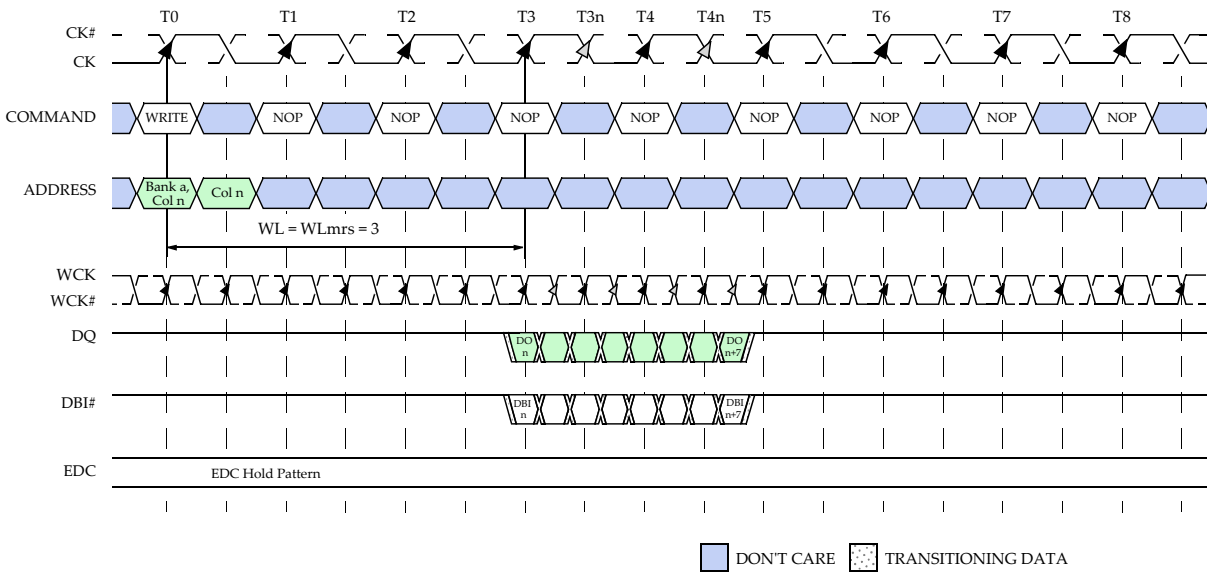 T0 T1 T2 T3 T3n T4 T4n T5 T6 T7 T8
CK#
CK
COMMAND WRITE NOP NOP NOP NOP NOP NOP NOP NOP
ADDRESS Bank a, Col n
Col n
WL = WLmrs = 3
WCK
WCK#
DQ
DO
n
DO
n+7
DBI#
DBI
n
DBI
n+7
EDC
EDC Hold Pattern
DON'T CARE TRANSITIONING DATA